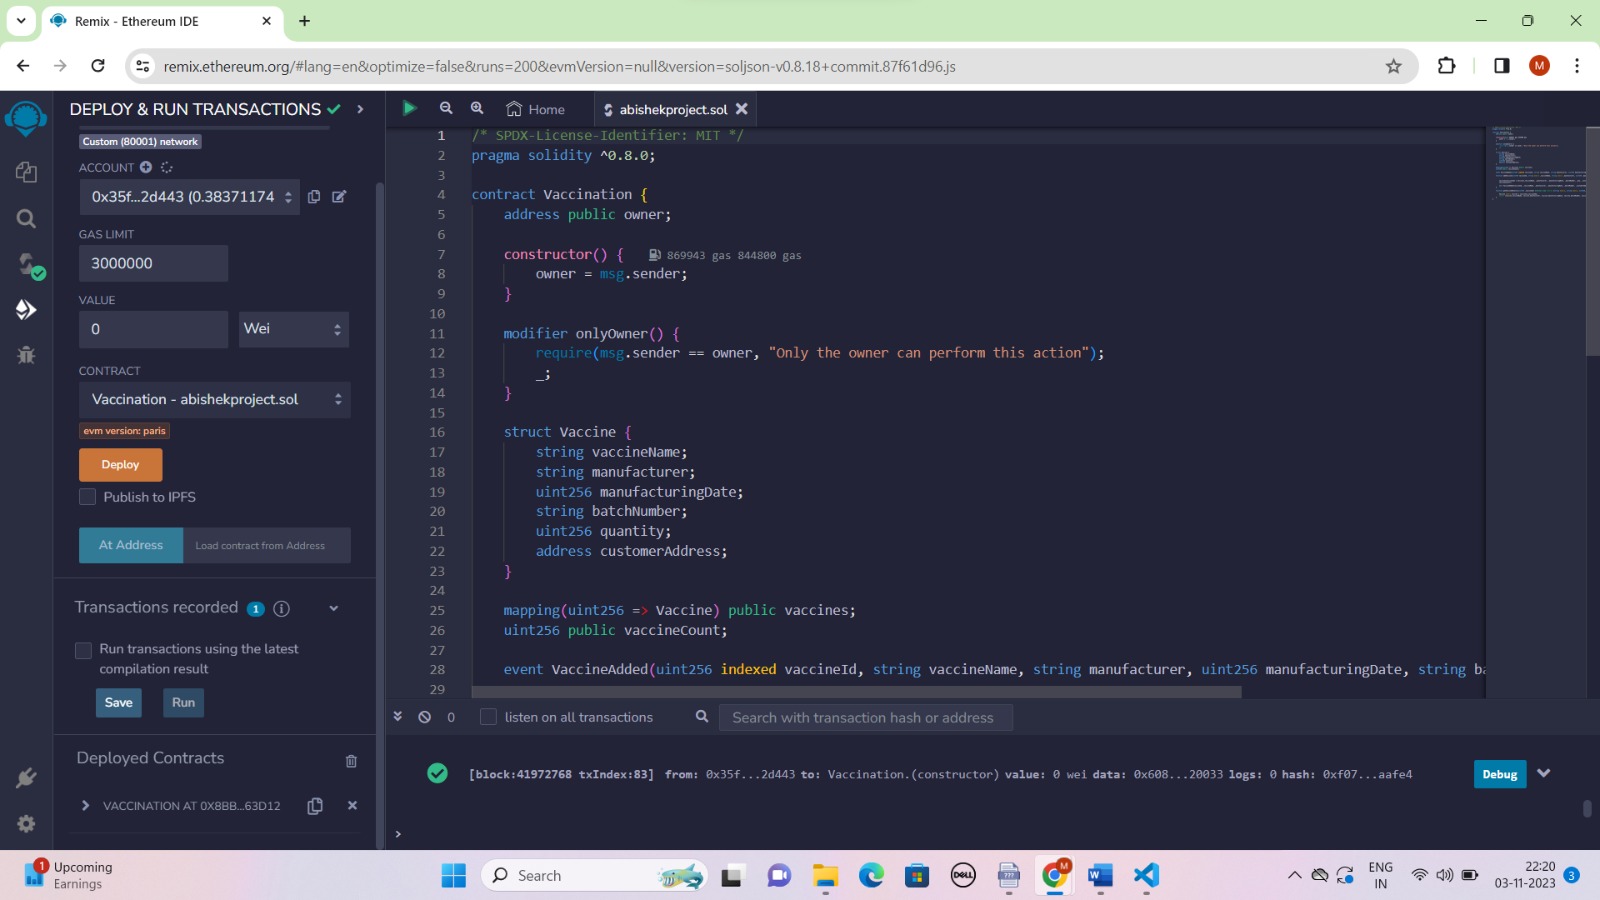 Remix - Ethereum IDE
remix.ethereum.org/#lang=en&optimize=false&runs=200&evmVersion=null&version=soljson-v0.8.18+commit.87f61d96.js
M
DEPLOY & RUN TRANSACTIONS
Custom (80001) network
ACCOUNT
0x35f...2d443 (0.38371174
GAS LIMIT
3000000
VALUE
0
Wei
CONTRACT
Vaccination - abishekproject.sol
evm version: paris
Deploy
Publish to IPFS
At Address
Load contract from Address
Transactions recorded 1 i
Run transactions using the latest
compilation result
Save
Run
Deployed Contracts
VACCINATION AT 0X8BB...63D12
Home
abishekproject.sol
1 /* SPDX-License-Identifier: MIT */
2 pragma solidity ^0.8.0;
3
4 contract Vaccination {
5 address public owner;
6
7 constructor() { 869943 gas 844800 gas
8 owner = msg.sender;
9 }
10
11 modifier onlyOwner() {
12 require(msg.sender == owner, "Only the owner can perform this action");
13 _;
14 }
15
16 struct Vaccine {
17 string vaccineName;
18 string manufacturer;
19 uint256 manufacturingDate;
20 string batchNumber;
21 uint256 quantity;
22 address customerAddress;
23 }
24
25 mapping(uint256 => Vaccine) public vaccines;
26 uint256 public vaccineCount;
27
28 event VaccineAdded(uint256 indexed vaccineId, string vaccineName, string manufacturer, uint256 manufacturingDate, string ba
29
0
listen on all transactions
Search with transaction hash or address
[block:41972768 txIndex:83] from: 0x35f...2d443 to: Vaccination.(constructor) value: 0 wei data: 0x608...20033 logs: 0 hash: 0xf07...aafe4
Debug
>
1
Upcoming
Earnings
Search
DELL
M
W
ENG
IN
22:20
03-11-2023
3